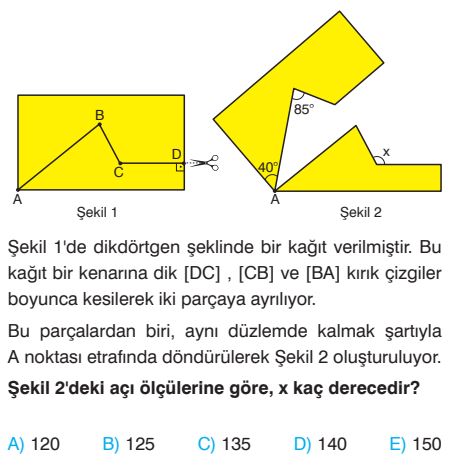 B
D
C
A
Şekil 1
85°
40°
x
A
Şekil 2
Şekil 1'de dikdörtgen şeklinde bir kağıt verilmiştir. Bu
kağıt bir kenarına dik [DC] , [CB] ve [BA] kırık çizgiler
boyunca kesilerek iki parçaya ayrılıyor.
Bu parçalardan biri, aynı düzlemde kalmak şartıyla
A noktası etrafında döndürülerek Şekil 2 oluşturuluyor.
Şekil 2'deki açı ölçülerine göre, x kaç derecedir?
A) 120 B) 125 C) 135 D) 140 E) 150